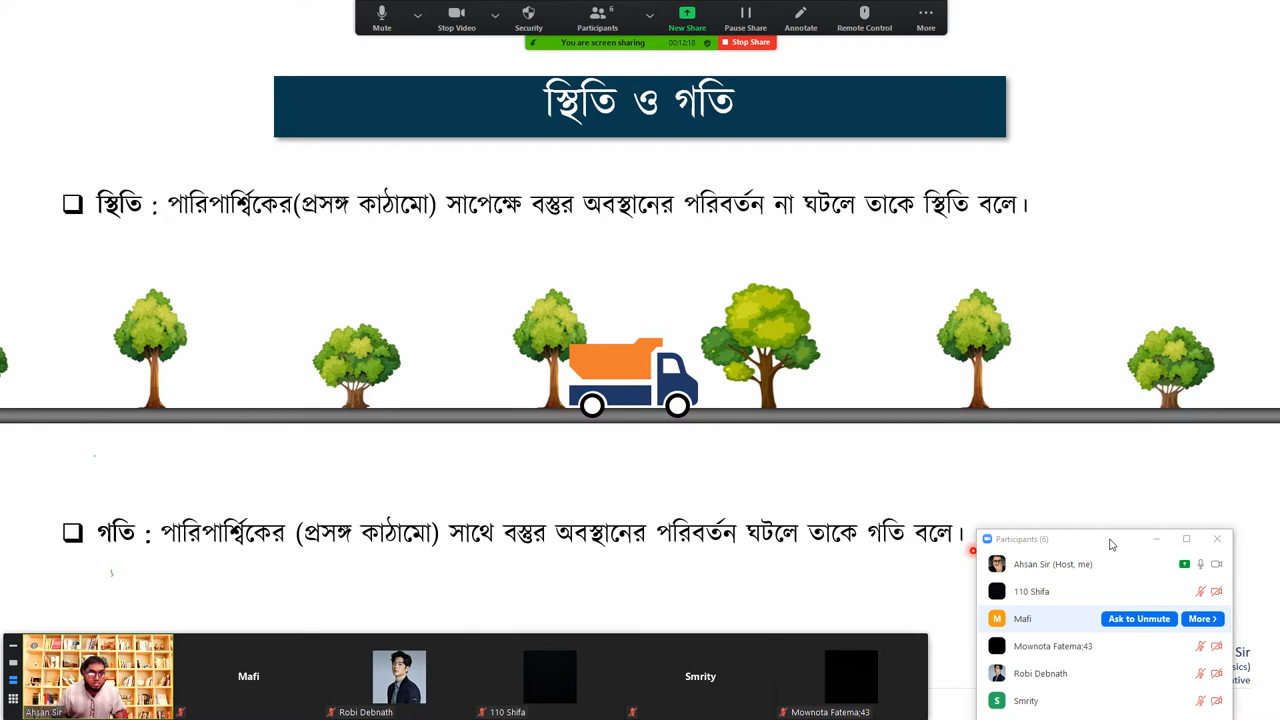 Mute
Stop Video
Security
Participants
6
New Share
Pause Share
Annotate
Remote Control
More
You are screen sharing
00:12:18
Stop Share
স্থিতি ও গতি
স্থিতি : পারিপার্শ্বিকের(প্রসঙ্গ কাঠামো) সাপেক্ষে বস্তুর অবস্থানের পরিবর্তন না ঘটলে তাকে স্থিতি বলে।
গতি : পারিপার্শ্বিকের (প্রসঙ্গ কাঠামো) সাথে বস্তুর অবস্থানের পরিবর্তন ঘটলে তাকে গতি বলে।
Participants (6)
Ahsan Sir (Host, me)
110 Shifa
M Mafi Ask to Unmute More
Mownota Fatema;43
Robi Debnath
S Smrity
Sir
Ahsan Sir
Mafi
Robi Debnath
110 Shifa
Smrity
Mownota Fatema;43